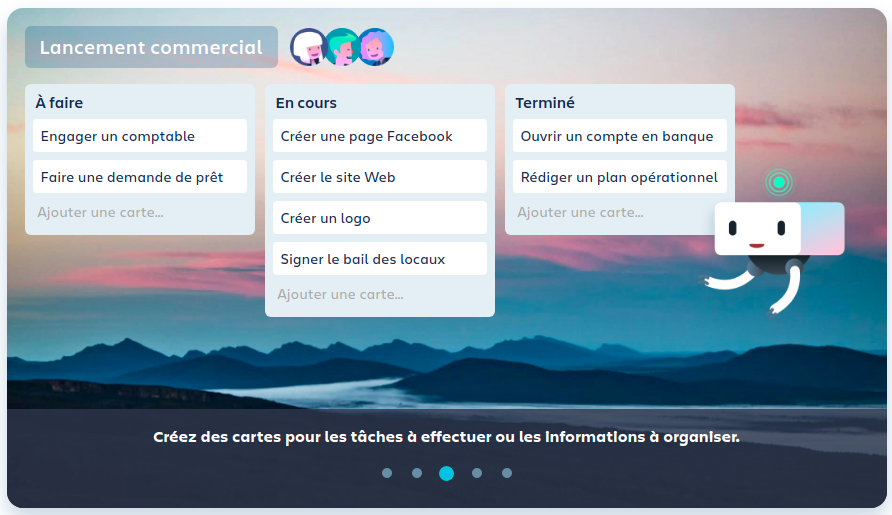 Lancement commercial
À faire
Engager un comptable
Faire une demande de prêt
Ajouter une carte...
En cours
Créer une page Facebook
Créer le site Web
Créer un logo
Signer le bail des locaux
Ajouter une carte...
Terminé
Ouvrir un compte en banque
Rédiger un plan opérationnel
Ajouter une carte...
Créez des cartes pour les tâches à effectuer ou les informations à organiser.